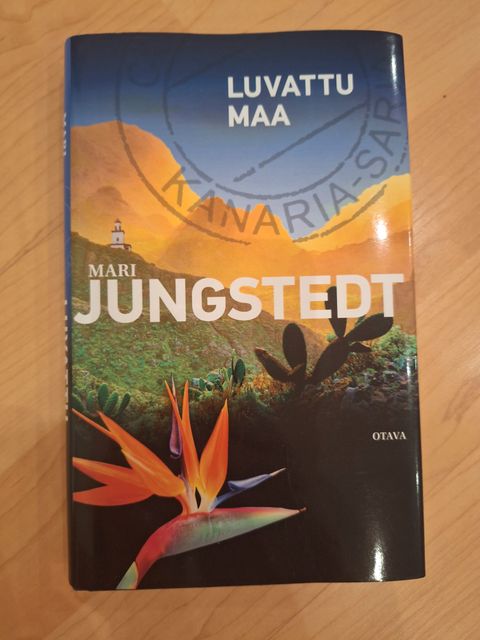 LUVATTU
MAA
KANARIA-SAR
MARI
JUNGSTEDT
OTAVA